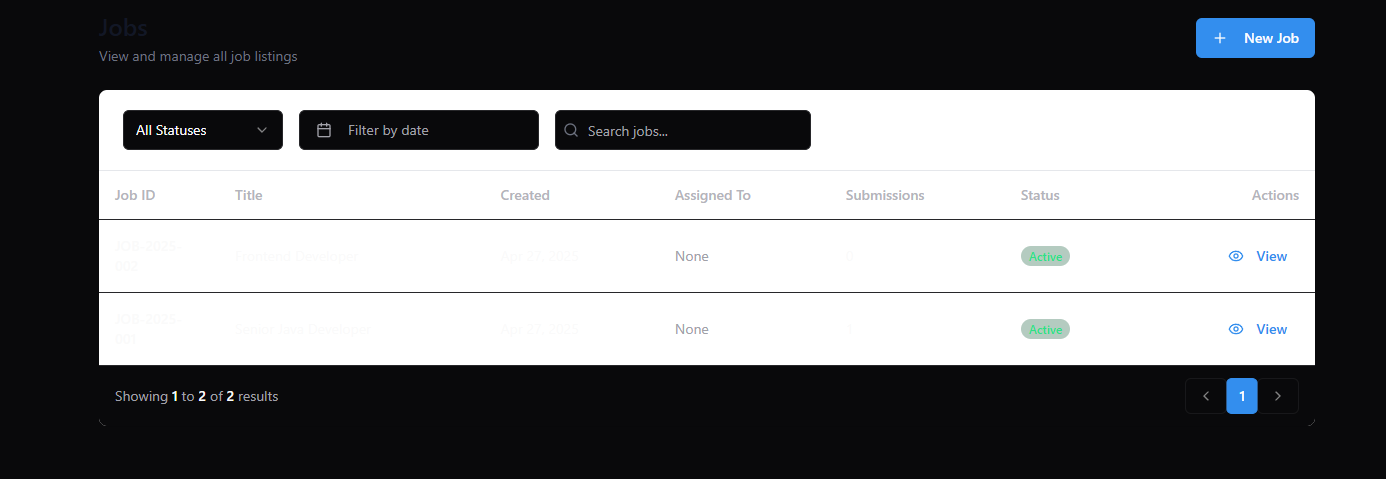 Jobs
New Job
View and manage all job listings
All Statuses
Filter by date
Search jobs...
Job ID Title Created Assigned To Submissions Status Actions
JOB-2025-
002
Frontend Developer Apr 27, 2025 None 0 Active View
JOB-2025-
001
Senior Java Developer Apr 27, 2025 None 1 Active View
Showing 1 to 2 of 2 results
1